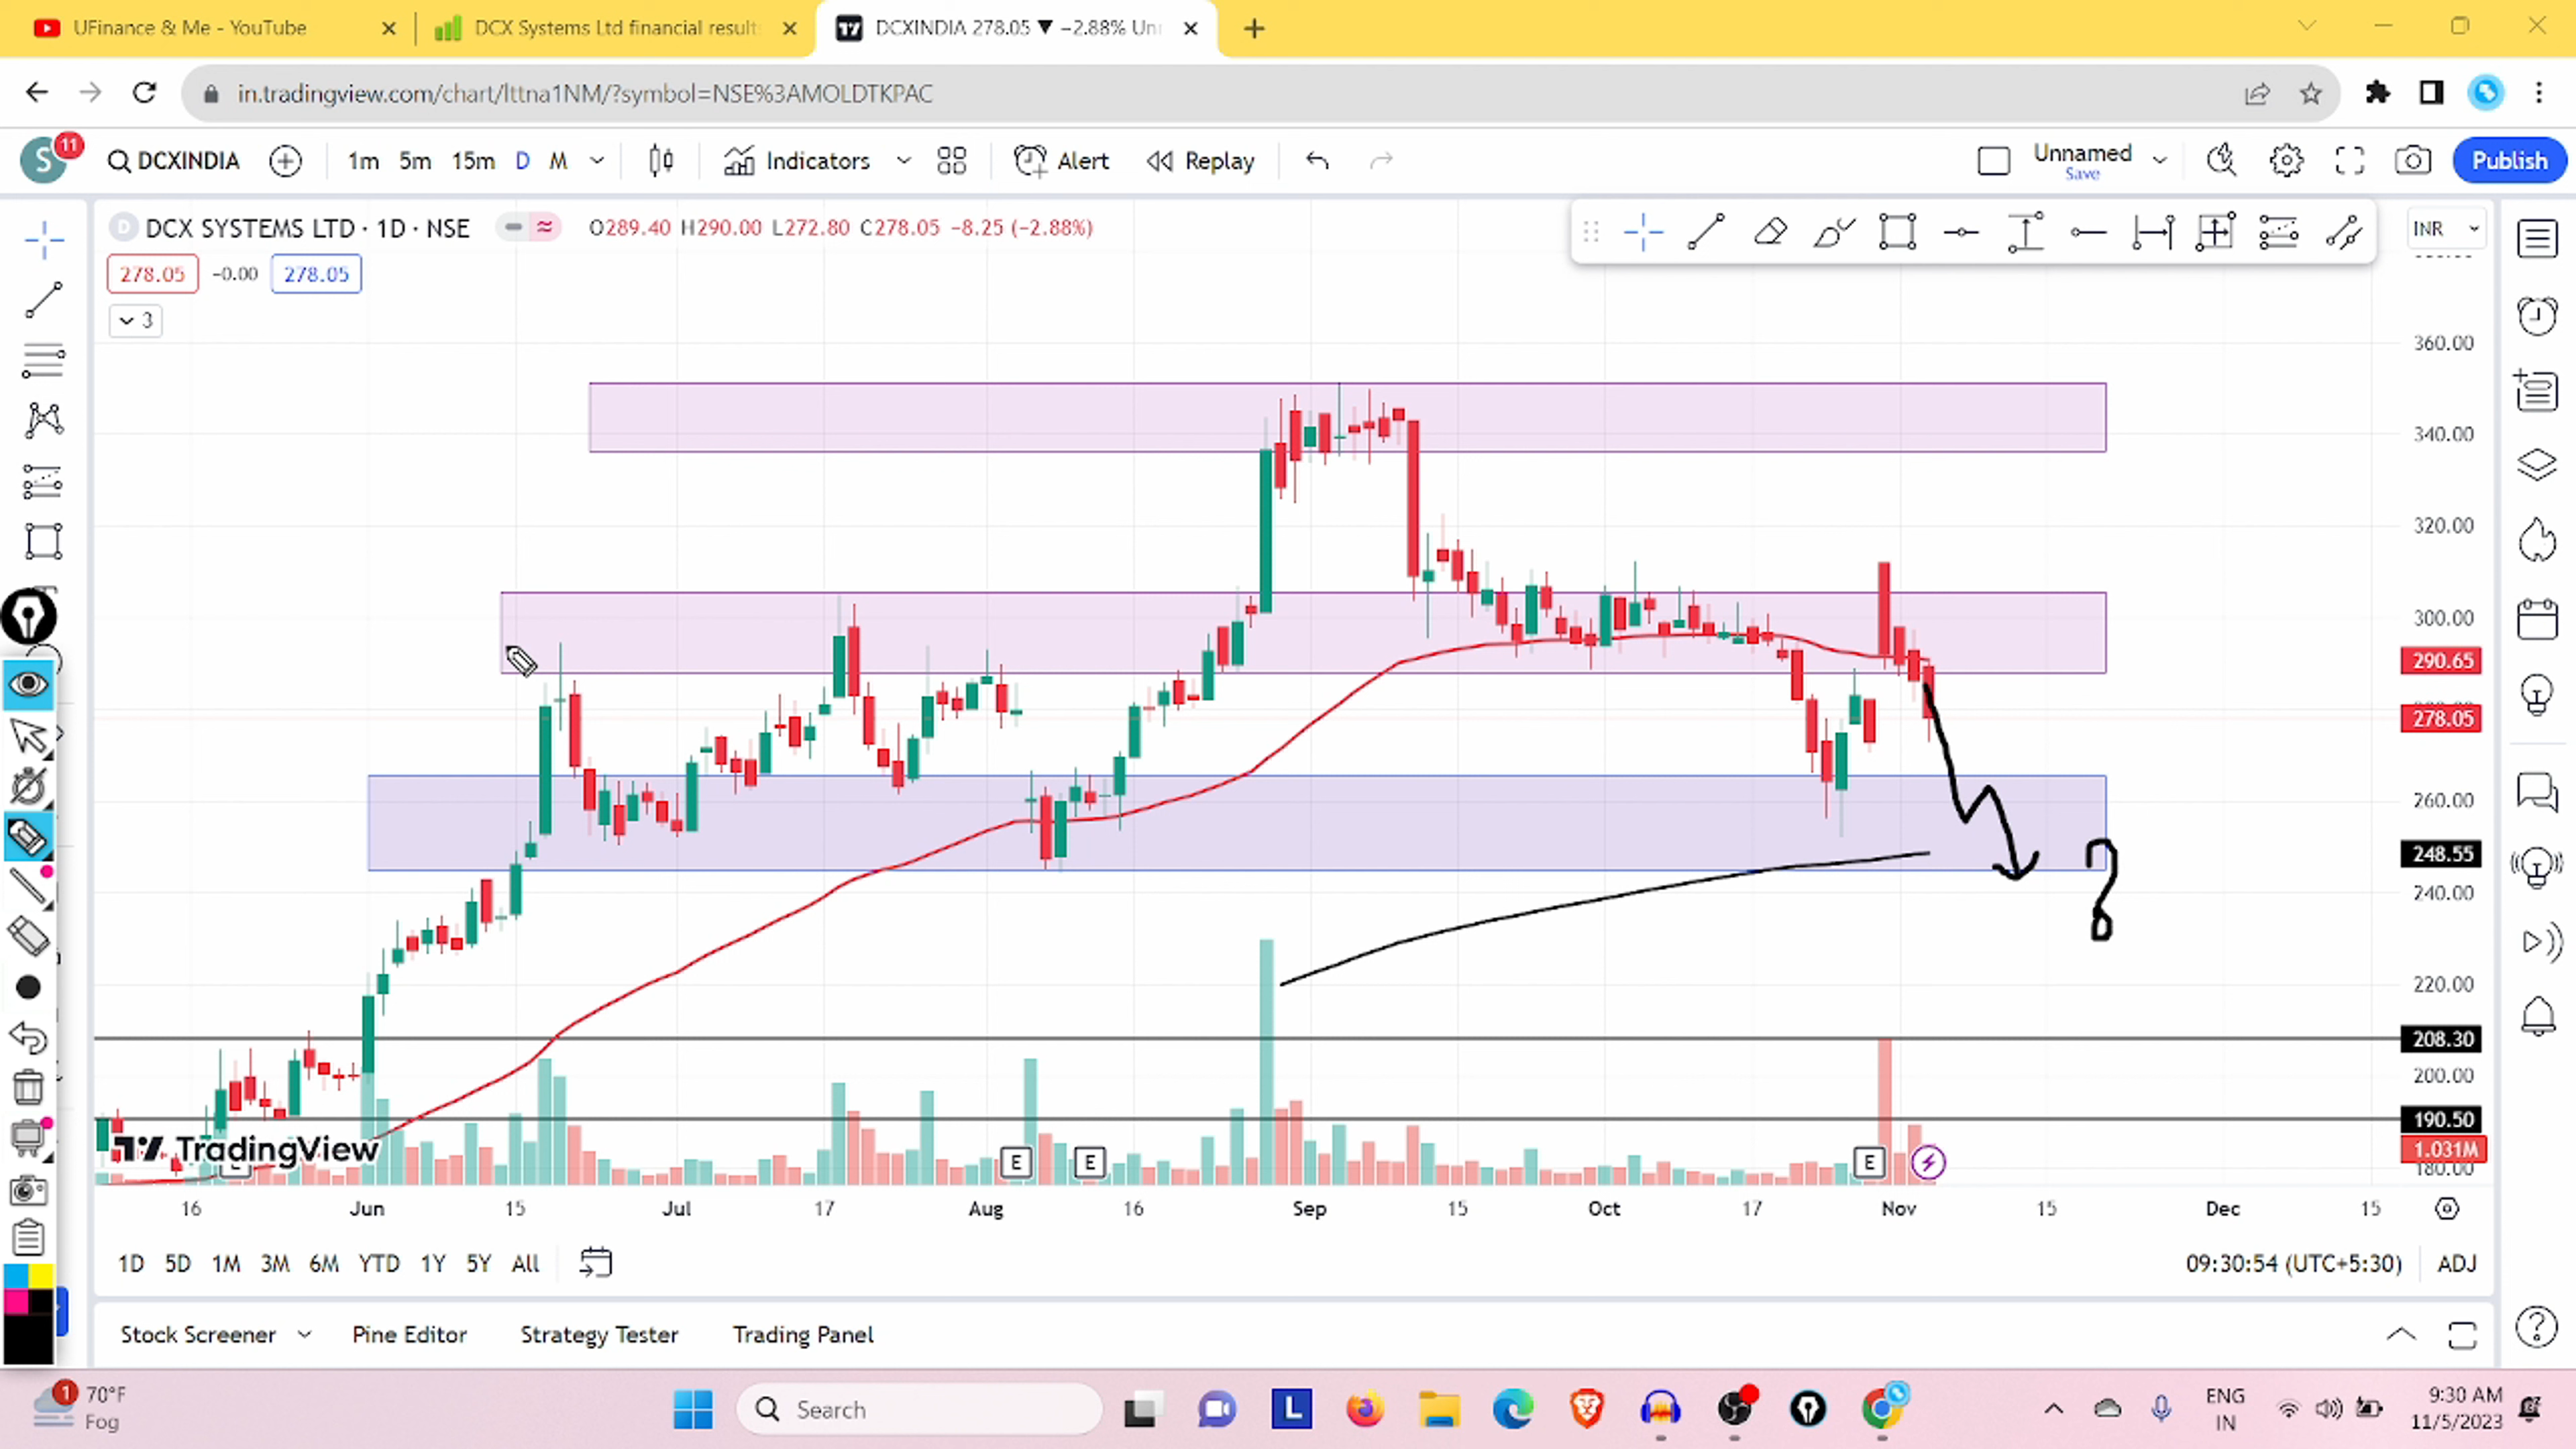 UFinance & Me - YouTube
DCX Systems Ltd financial result
DCXINDIA 278.05 ▼ −2.88% Un
in.tradingview.com/chart/lttna1NM/?symbol=NSE%3AMOLDTKPAC
S 11 DCXINDIA 1m 5m 15m D M Indicators Alert Replay Unnamed Save Publish
D DCX SYSTEMS LTD · 1D · NSE O289.40 H290.00 L272.80 C278.05 −8.25 (−2.88%) INR
278.05 −0.00 278.05
3
360.00
340.00
320.00
300.00
290.65
278.05
260.00
248.55
240.00
220.00
208.30
200.00
190.50
1.031M
180.00
TradingView
E E E
16 Jun 15 Jul 17 Aug 16 Sep 15 Oct 17 Nov 15 Dec 15
1D 5D 1M 3M 6M YTD 1Y 5Y All 09:30:54 (UTC+5:30) ADJ
Stock Screener Pine Editor Strategy Tester Trading Panel
1 70°F
Fog
Search
L
ENG
IN
9:30 AM
11/5/2023